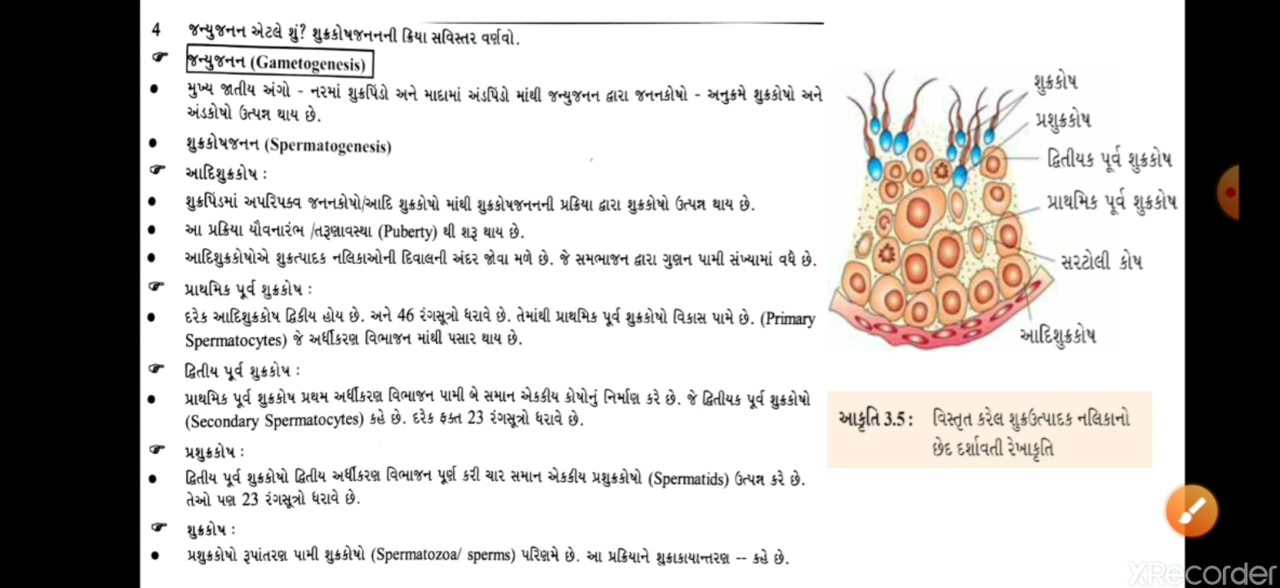 4 જન્યુજનન એટલે શું? શુક્રકોષજનનની ક્રિયા સવિસ્તર વર્ણવો.
☞ જન્યુજનન (Gametogenesis)
• મુખ્ય જાતીય અંગો - નરમાં શુક્રપિંડો અને માદામાં અંડપિંડો માંથી જન્યુજનન દ્વારા જનનકોષો - અનુક્રમે શુક્રકોષો અને
અંડકોષો ઉત્પન્ન થાય છે.
• શુક્રકોષજનન (Spermatogenesis)
☞ આદિશુક્રકોષ :
• શુક્રપિંડમાં અપરિપક્વ જનનકોષો/આદિ શુક્રકોષો માંથી શુક્રકોષજનનની પ્રક્રિયા દ્વારા શુક્રકોષો ઉત્પન્ન થાય છે.
• આ પ્રક્રિયા યૌવનારંભ /તરૂણાવસ્થા (Puberty) થી શરૂ થાય છે.
• આદિશુક્રકોષોએ શુક્રત્પાદક નલિકાઓની દિવાલની અંદર જોવા મળે છે. જે સમભાજન દ્વારા ગુણન પામી સંખ્યામાં વધે છે.
☞ પ્રાથમિક પૂર્વ શુક્રકોષ :
• દરેક આદિશુક્રકોષ દ્વિકીય હોય છે. અને 46 રંગસૂત્રો ધરાવે છે. તેમાંથી પ્રાથમિક પૂર્વ શુક્રકોષો વિકાસ પામે છે. (Primary
Spermatocytes) જે અર્ધીકરણ વિભાજન માંથી પસાર થાય છે.
☞ દ્વિતીય પૂર્વ શુક્રકોષ :
• પ્રાથમિક પૂર્વ શુક્રકોષ પ્રથમ અર્ધીકરણ વિભાજન પામી બે સમાન એકકીય કોષોનું નિર્માણ કરે છે. જે દ્વિતીયક પૂર્વ શુક્રકોષો
(Secondary Spermatocytes) કહે છે. દરેક ફક્ત 23 રંગસૂત્રો ધરાવે છે.
☞ પ્રશુક્રકોષ :
• દ્વિતીય પૂર્વ શુક્રકોષો દ્વિતીય અર્ધીકરણ વિભાજન પૂર્ણ કરી ચાર સમાન એકકીય પ્રશુક્રકોષો (Spermatids) ઉત્પન્ન કરે છે.
તેઓ પણ 23 રંગસૂત્રો ધરાવે છે.
☞ શુક્રકોષ :
• પ્રશુક્રકોષો રૂપાંતરણ પામી શુક્રકોષો (Spermatozoa/ sperms) પરિણમે છે. આ પ્રક્રિયાને શુક્રાકાયાન્તરણ -- કહે છે.
શુક્રકોષ
પ્રશુક્રકોષ
દ્વિતીયક પૂર્વ શુક્રકોષ
પ્રાથમિક પૂર્વ શુક્રકોષ
સરટોલી કોષ
આદિશુક્રકોષ
આકૃતિ 3.5 : વિસ્તૃત કરેલ શુક્રઉત્પાદક નલિકાનો
છેદ દર્શાવતી રેખાકૃતિ
XRecorder